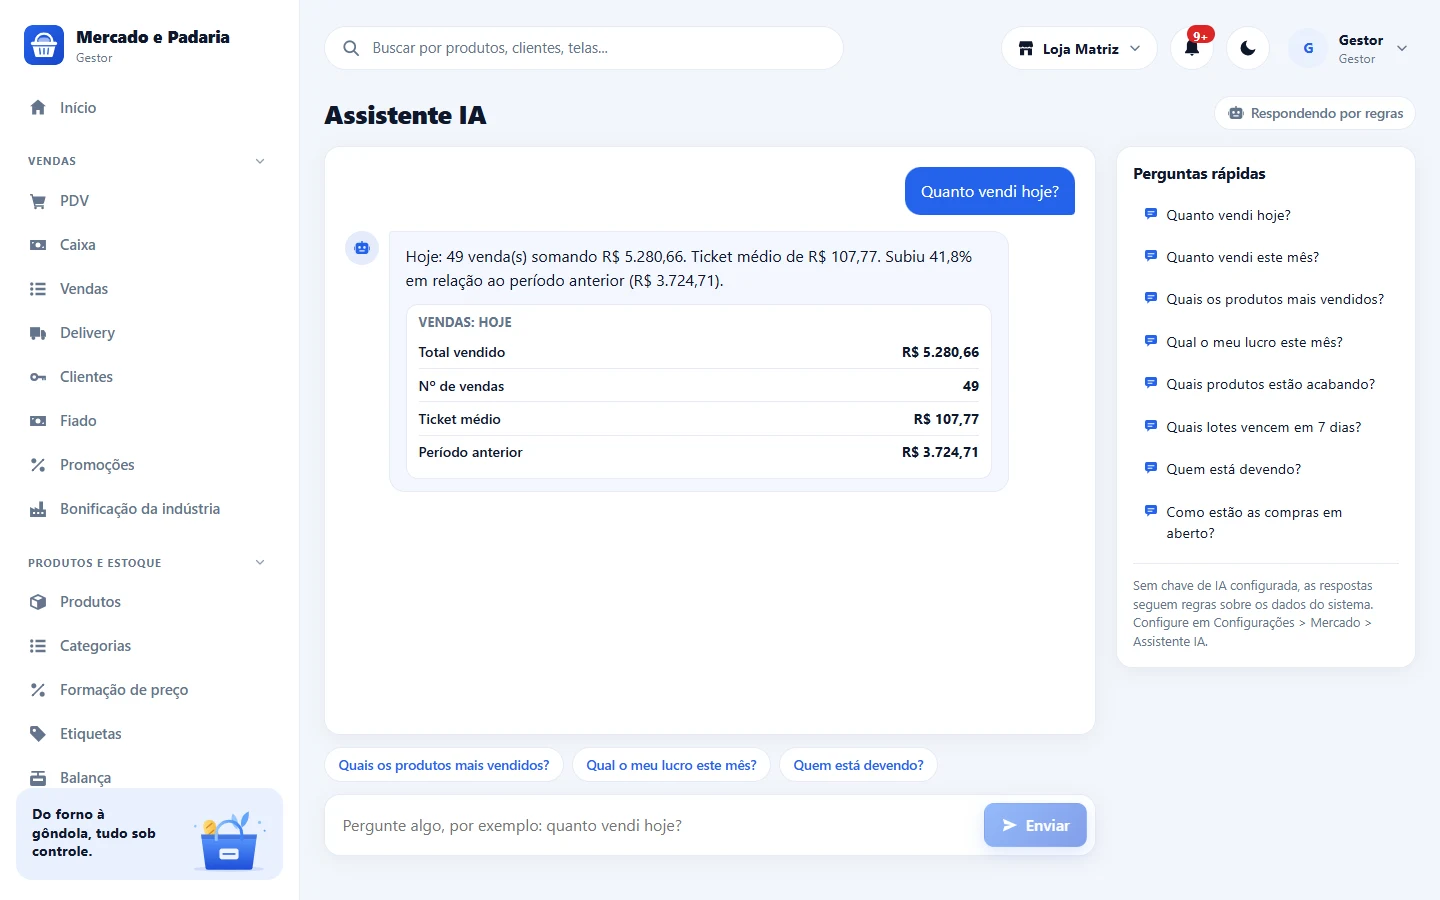 Mercado e Padaria
Gestor
Início
VENDAS
PDV
Caixa
Vendas
Delivery
Clientes
Fiado
Promoções
Bonificação da indústria
PRODUTOS E ESTOQUE
Produtos
Categorias
Formação de preço
Etiquetas
Balança
Do forno à
gôndola, tudo sob
controle.
Buscar por produtos, clientes, telas...
Loja Matriz
9+
G
Gestor
Gestor
Assistente IA
Respondendo por regras
Quanto vendi hoje?
Hoje: 49 venda(s) somando R$ 5.280,66. Ticket médio de R$ 107,77. Subiu 41,8%
em relação ao período anterior (R$ 3.724,71).
VENDAS: HOJE
Total vendido R$ 5.280,66
Nº de vendas 49
Ticket médio R$ 107,77
Período anterior R$ 3.724,71
Quais os produtos mais vendidos?
Qual o meu lucro este mês?
Quem está devendo?
Pergunte algo, por exemplo: quanto vendi hoje?
Enviar
Perguntas rápidas
Quanto vendi hoje?
Quanto vendi este mês?
Quais os produtos mais vendidos?
Qual o meu lucro este mês?
Quais produtos estão acabando?
Quais lotes vencem em 7 dias?
Quem está devendo?
Como estão as compras em
aberto?
Sem chave de IA configurada, as respostas
seguem regras sobre os dados do sistema.
Configure em Configurações > Mercado >
Assistente IA.